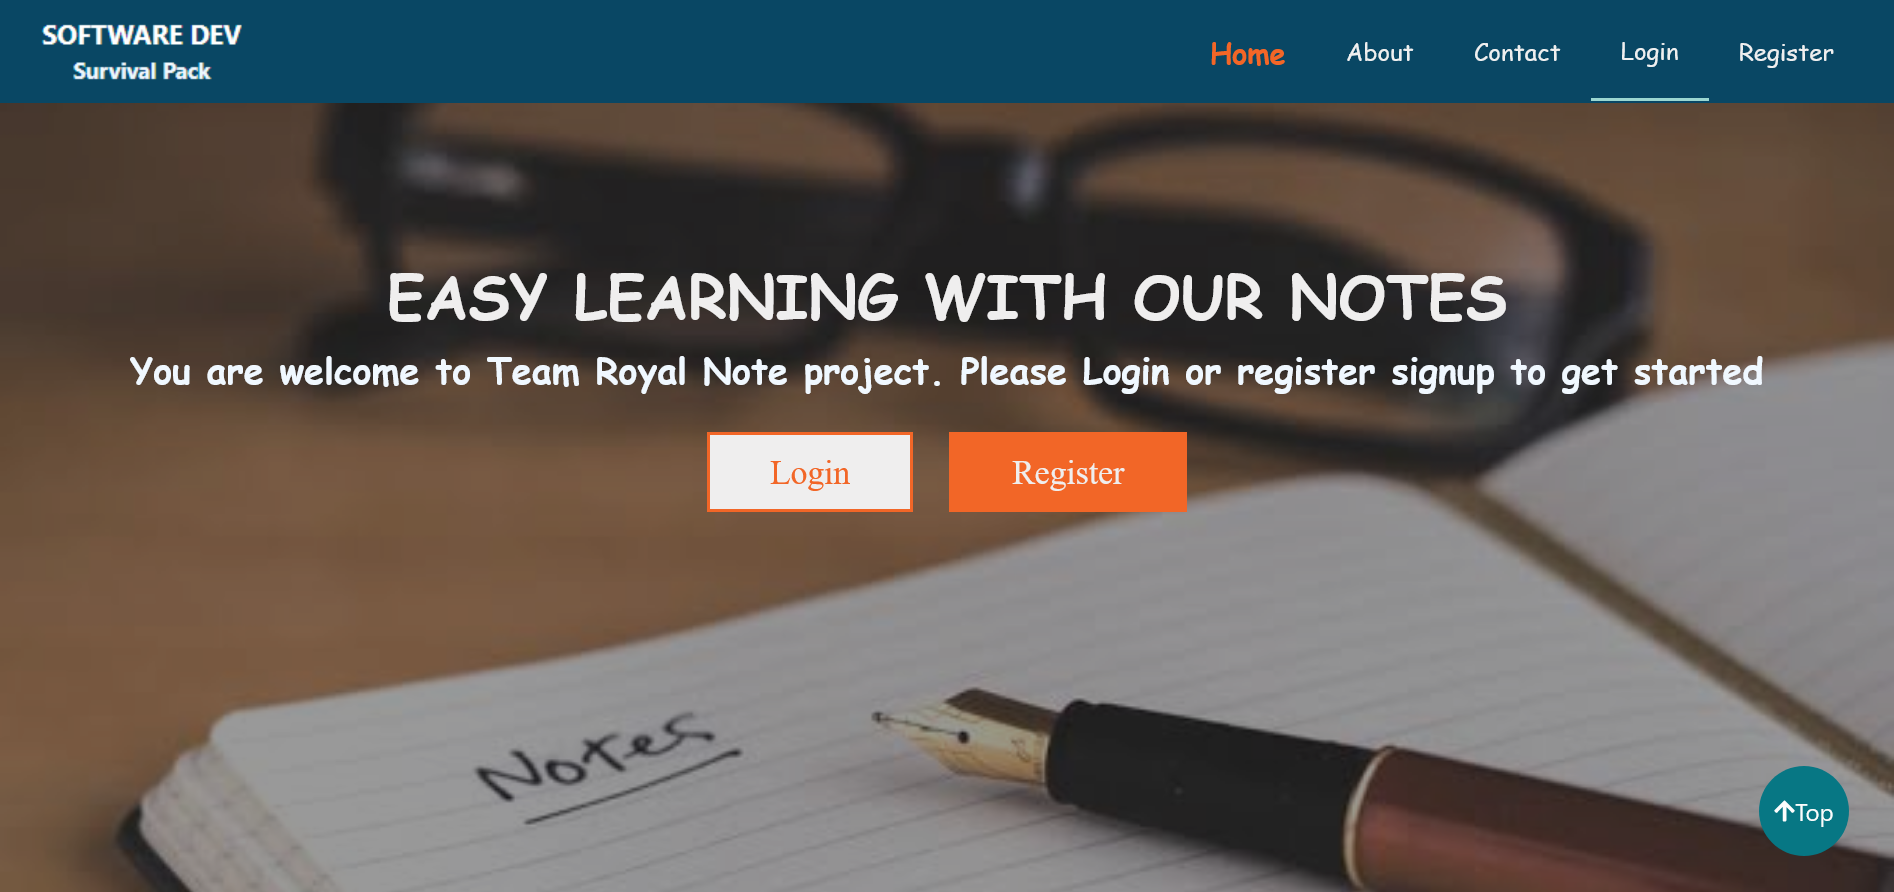 SOFTWARE DEV
Survival Pack
Home About Contact Login Register
EASY LEARNING WITH OUR NOTES
You are welcome to Team Royal Note project. Please Login or register signup to get started
Login Register
Notes
Top